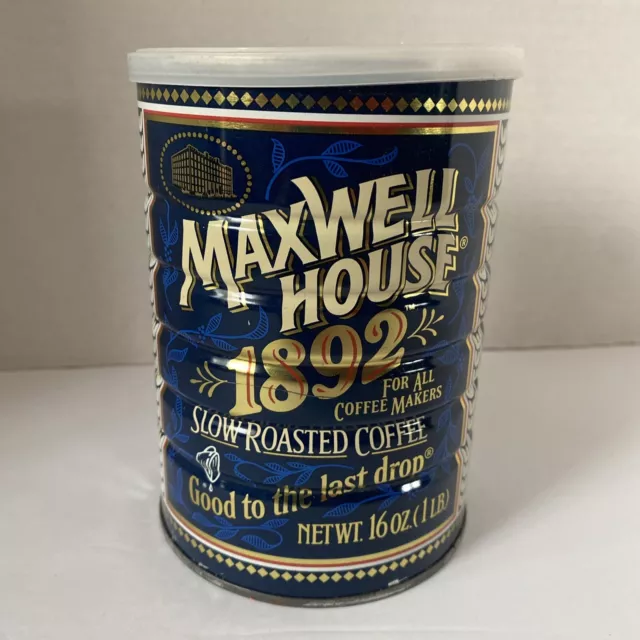 MAXWELL
HOUSE®
1892™
FOR ALL
COFFEE MAKERS
SLOW ROASTED COFFEE
Good to the last drop®
NET WT. 16 OZ. (1 LB.)